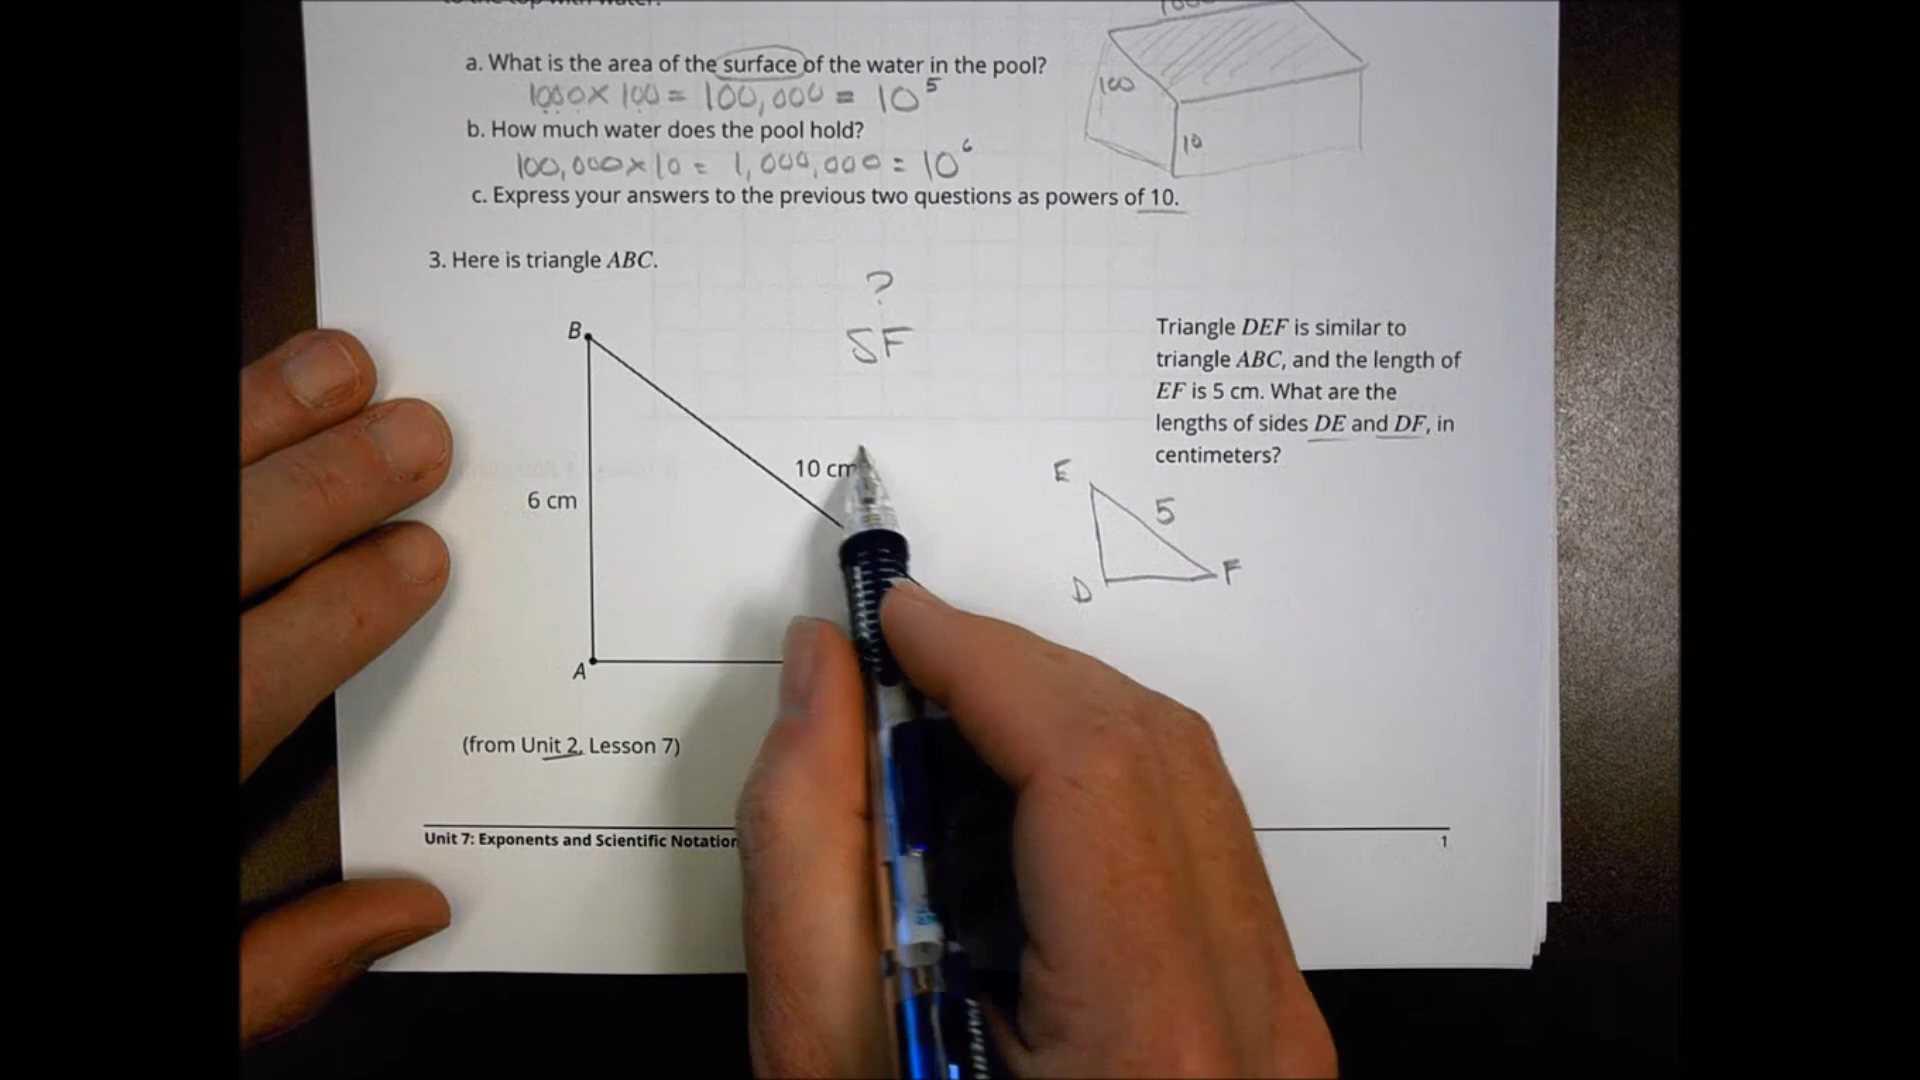 a. What is the area of the surface of the water in the pool?
1000 × 100 = 100,000 = 10⁵
b. How much water does the pool hold?
100,000 × 10 = 1,000,000 = 10⁶
c. Express your answers to the previous two questions as powers of 10.
100
10
3. Here is triangle ABC.
?
SF
B
10 cm
6 cm
A
Triangle DEF is similar to
triangle ABC, and the length of
EF is 5 cm. What are the
lengths of sides DE and DF, in
centimeters?
E
5
D
F
(from Unit 2, Lesson 7)
Unit 7: Exponents and Scientific Notation
1